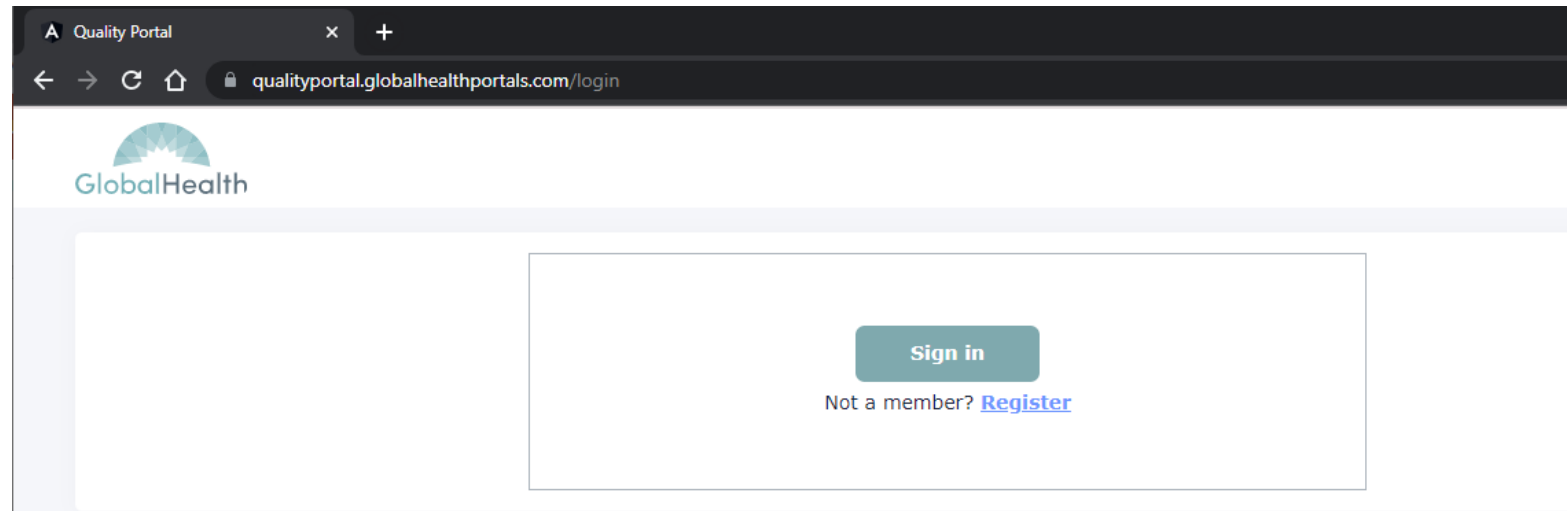 Quality Portal
qualityportal.globalhealthportals.com/login
GlobalHealth
Sign in
Not a member? Register